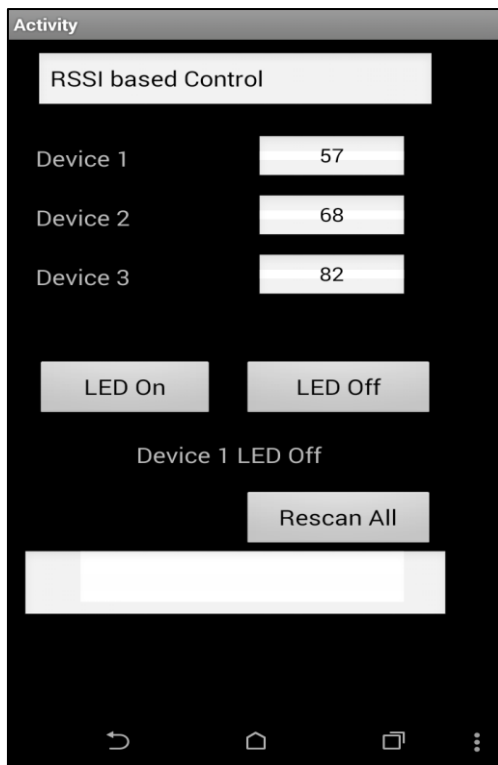 Activity
RSSI based Control
Device 1 57
Device 2 68
Device 3 82
LED On LED Off
Device 1 LED Off
Rescan All